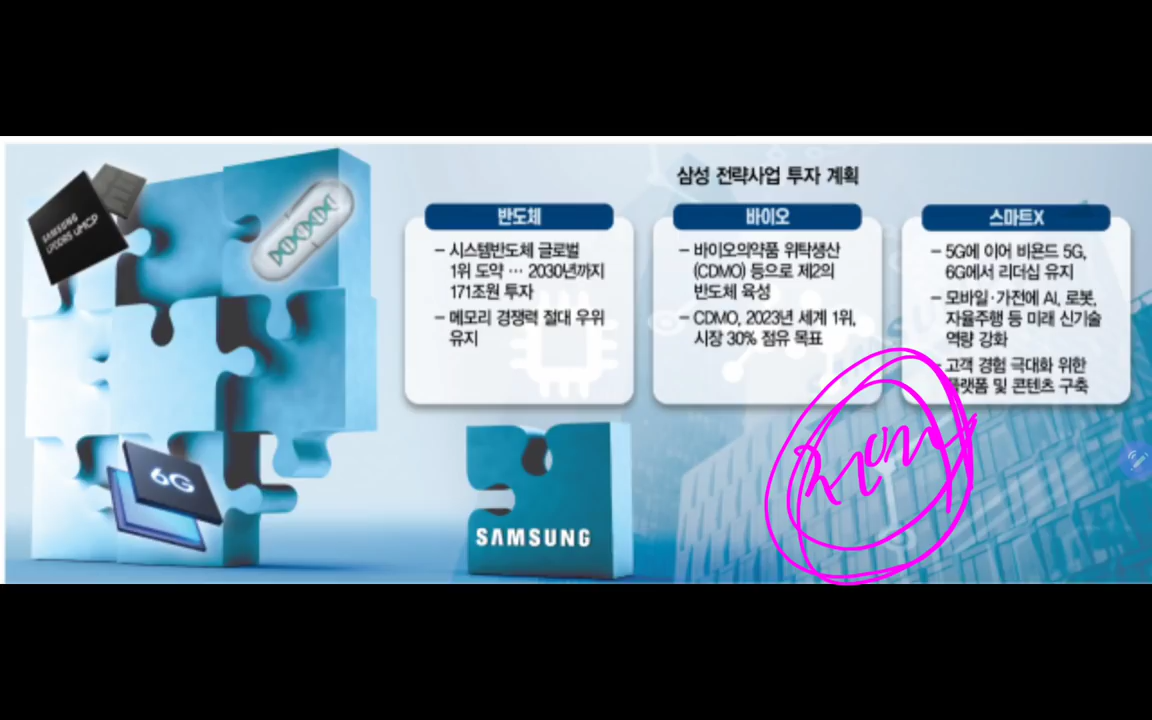 삼성 전략사업 투자 계획
반도체
– 시스템반도체 글로벌
1위 도약 … 2030년까지
171조원 투자
– 메모리 경쟁력 절대 우위
유지
바이오
– 바이오의약품 위탁생산
(CDMO) 등으로 제2의
반도체 육성
– CDMO, 2023년 세계 1위,
시장 30% 점유 목표
스마트X
– 5G에 이어 비욘드 5G,
6G에서 리더십 유지
– 모바일·가전에 AI, 로봇,
자율주행 등 미래 신기술
역량 강화
– 고객 경험 극대화 위한
플랫폼 및 콘텐츠 구축
SAMSUNG
LPDDR5 uMCP
6G
SAMSUNG